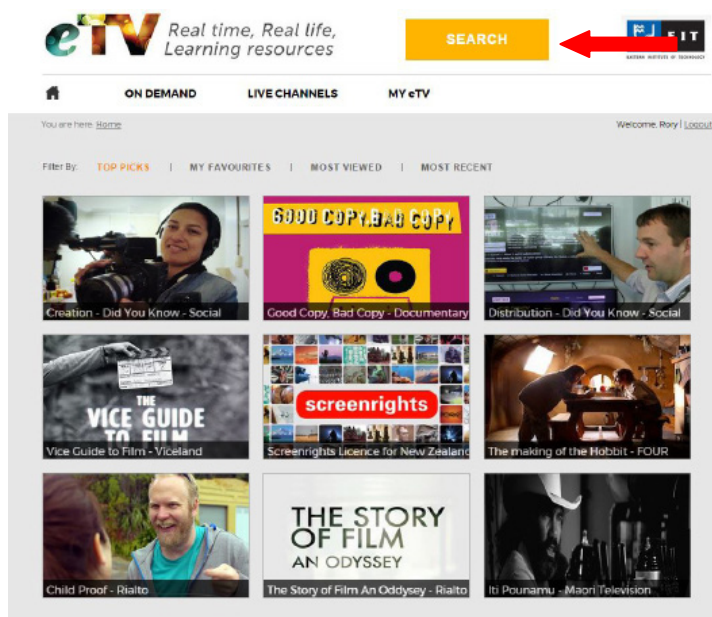 eTV Real time, Real life,
Learning resources
SEARCH
EIT
EASTERN INSTITUTE OF TECHNOLOGY
ON DEMAND LIVE CHANNELS MY eTV
You are here: Home
Welcome, Rory | Logout
Filter By: TOP PICKS | MY FAVOURITES | MOST VIEWED | MOST RECENT
GOOD COPY, BAD COPY
Creation - Did You Know - Social
Good Copy, Bad Copy - Documentary
Distribution - Did You Know - Social
THE
VICE GUIDE
TO FILM
screenrights
Vice Guide to Film - Viceland
Screenrights Licence for New Zealand
The making of the Hobbit - FOUR
THE STORY
OF FILM
AN ODYSSEY
Child Proof - Rialto
The Story of Film An Oddysey - Rialto
Iti Pounamu - Maori Television